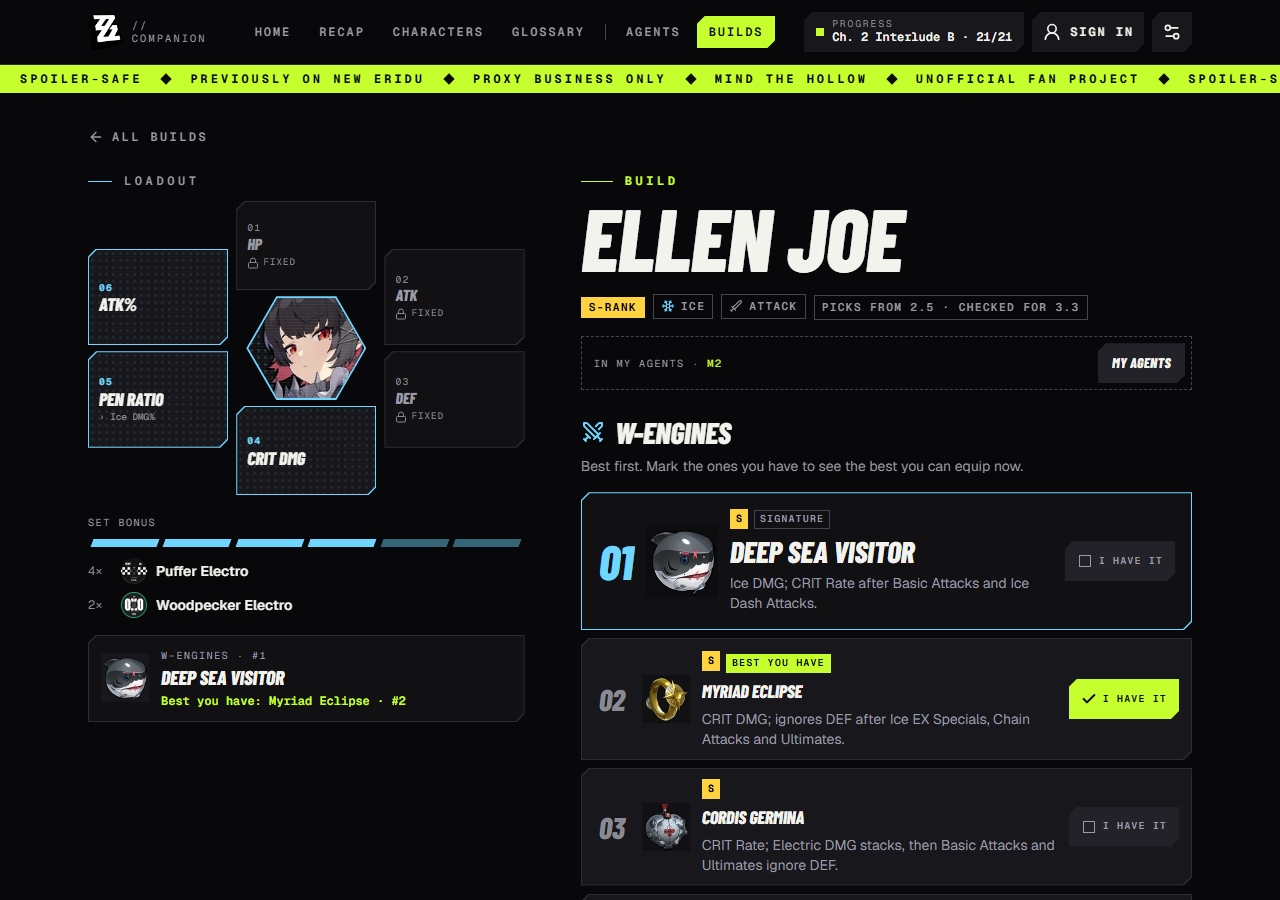 //
COMPANION
HOME
RECAP
CHARACTERS
GLOSSARY
AGENTS
BUILDS
PROGRESS
Ch. 2 Interlude B · 21/21
SIGN IN
SPOILER-SAFE ◆ PREVIOUSLY ON NEW ERIDU ◆ PROXY BUSINESS ONLY ◆ MIND THE HOLLOW ◆ UNOFFICIAL FAN PROJECT ◆ SPOILER-S
← ALL BUILDS
LOADOUT
01
HP
FIXED
02
ATK
FIXED
03
DEF
FIXED
04
CRIT DMG
05
PEN RATIO
› Ice DMG%
06
ATK%
SET BONUS
4× Puffer Electro
2× Woodpecker Electro
W-ENGINES · #1
DEEP SEA VISITOR
Best you have: Myriad Eclipse · #2
BUILD
ELLEN JOE
S-RANK
ICE
ATTACK
PICKS FROM 2.5 · CHECKED FOR 3.3
IN MY AGENTS · M2
MY AGENTS
W-ENGINES
Best first. Mark the ones you have to see the best you can equip now.
01
S
SIGNATURE
DEEP SEA VISITOR
Ice DMG; CRIT Rate after Basic Attacks and Ice
Dash Attacks.
I HAVE IT
02
S
BEST YOU HAVE
MYRIAD ECLIPSE
CRIT DMG; ignores DEF after Ice EX Specials, Chain
Attacks and Ultimates.
I HAVE IT
03
S
CORDIS GERMINA
CRIT Rate; Electric DMG stacks, then Basic Attacks and
Ultimates ignore DEF.
I HAVE IT